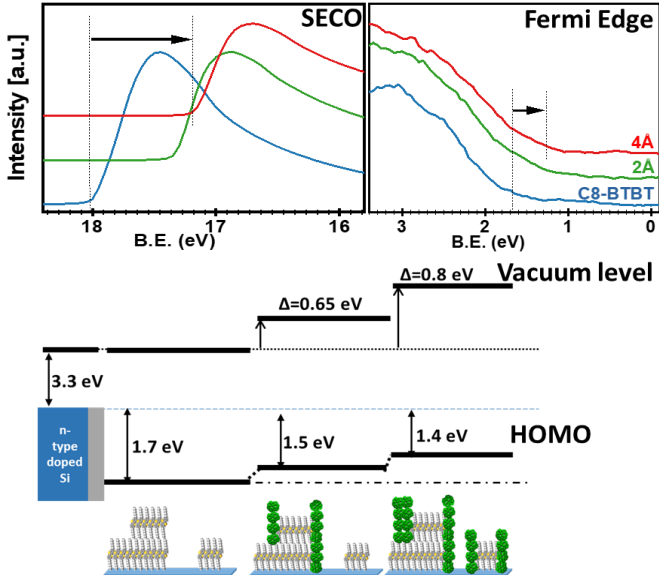 SECO
Fermi Edge
Intensity [a.u.]
4Å
2Å
C8-BTBT
18 17 16
B.E. (eV)
3 2 1 0
B.E. (eV)
Vacuum level
Δ=0.65 eV
Δ=0.8 eV
3.3 eV
n-
type
doped
Si
1.7 eV
1.5 eV
1.4 eV
HOMO